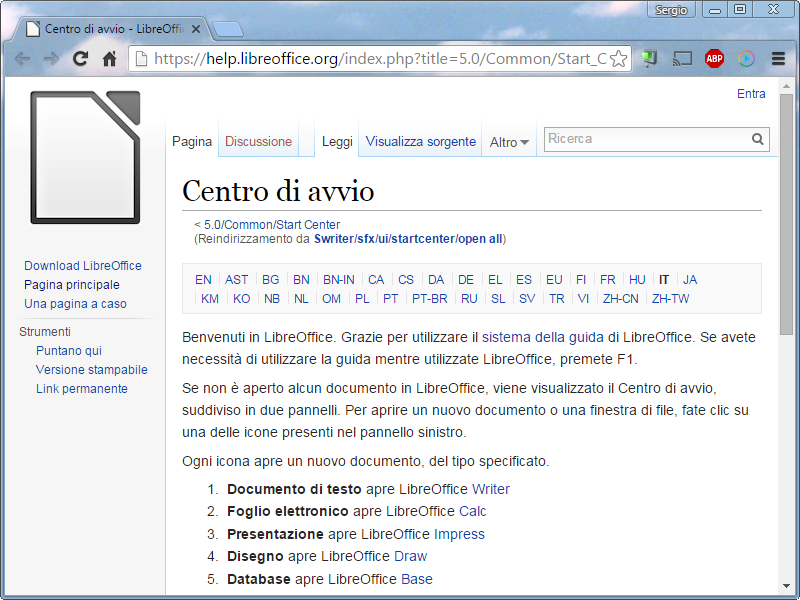 Sergio
Centro di avvio - LibreOffi
https://help.libreoffice.org/index.php?title=5.0/Common/Start_C
ABP
Entra
Pagina Discussione Leggi Visualizza sorgente Altro Ricerca
Centro di avvio
< 5.0/Common/Start Center
(Reindirizzamento da Swriter/sfx/ui/startcenter/open all)
Download LibreOffice
Pagina principale
Una pagina a caso
Strumenti
Puntano qui
Versione stampabile
Link permanente
EN AST BG BN BN-IN CA CS DA DE EL ES EU FI FR HU IT JA
KM KO NB NL OM PL PT PT-BR RU SL SV TR VI ZH-CN ZH-TW
Benvenuti in LibreOffice. Grazie per utilizzare il sistema della guida di LibreOffice. Se avete
necessità di utilizzare la guida mentre utilizzate LibreOffice, premete F1.
Se non è aperto alcun documento in LibreOffice, viene visualizzato il Centro di avvio,
suddiviso in due pannelli. Per aprire un nuovo documento o una finestra di file, fate clic su
una delle icone presenti nel pannello sinistro.
Ogni icona apre un nuovo documento, del tipo specificato.
1. Documento di testo apre LibreOffice Writer
2. Foglio elettronico apre LibreOffice Calc
3. Presentazione apre LibreOffice Impress
4. Disegno apre LibreOffice Draw
5. Database apre LibreOffice Base